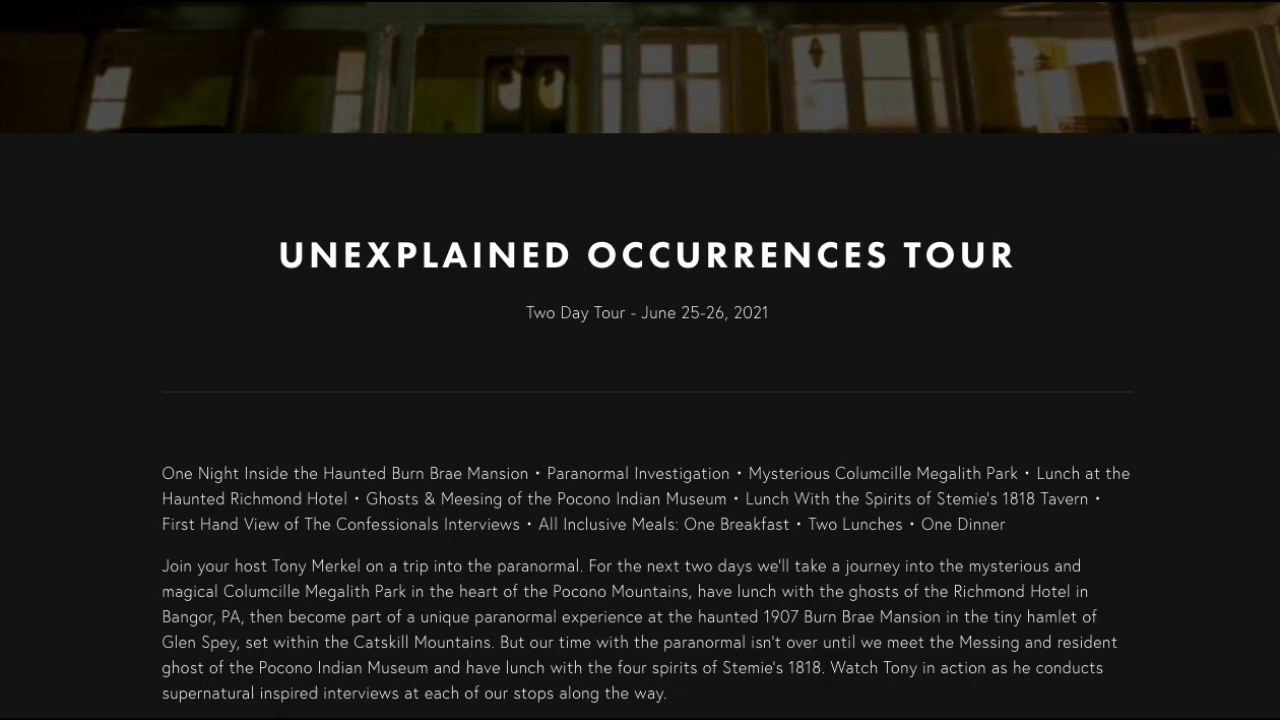 UNEXPLAINED OCCURRENCES TOUR
Two Day Tour - June 25-26, 2021
One Night Inside the Haunted Burn Brae Mansion • Paranormal Investigation • Mysterious Columcille Megalith Park • Lunch at the
Haunted Richmond Hotel • Ghosts & Meesing of the Pocono Indian Museum • Lunch With the Spirits of Stemie's 1818 Tavern •
First Hand View of The Confessionals Interviews • All Inclusive Meals: One Breakfast • Two Lunches • One Dinner
Join your host Tony Merkel on a trip into the paranormal. For the next two days we'll take a journey into the mysterious and
magical Columcille Megalith Park in the heart of the Pocono Mountains, have lunch with the ghosts of the Richmond Hotel in
Bangor, PA, then become part of a unique paranormal experience at the haunted 1907 Burn Brae Mansion in the tiny hamlet of
Glen Spey, set within the Catskill Mountains. But our time with the paranormal isn't over until we meet the Messing and resident
ghost of the Pocono Indian Museum and have lunch with the four spirits of Stemie's 1818. Watch Tony in action as he conducts
supernatural inspired interviews at each of our stops along the way.